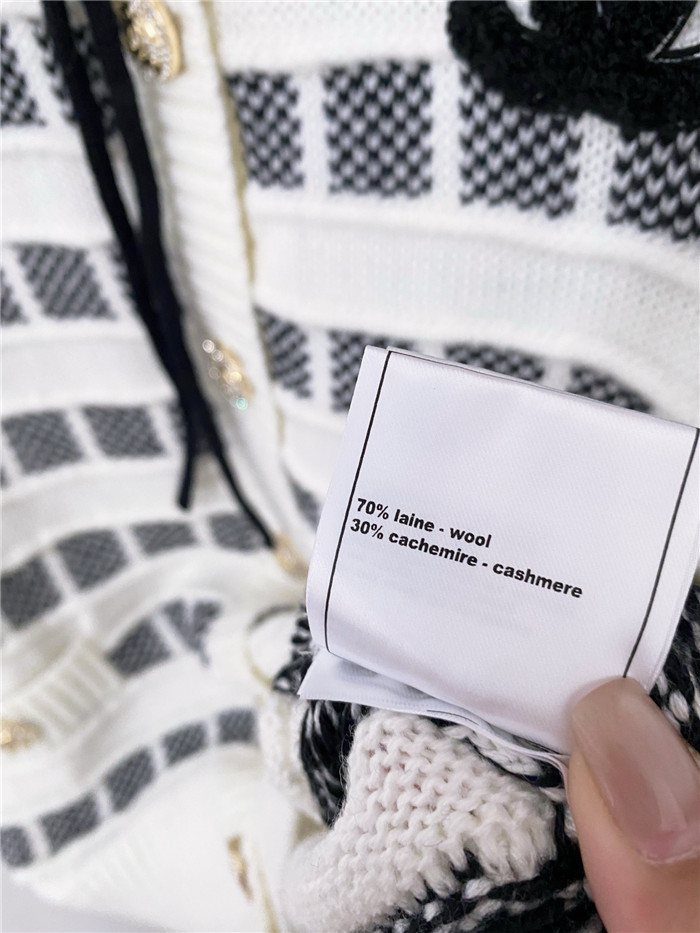 70% laine - wool
30% cachemire - cashmere